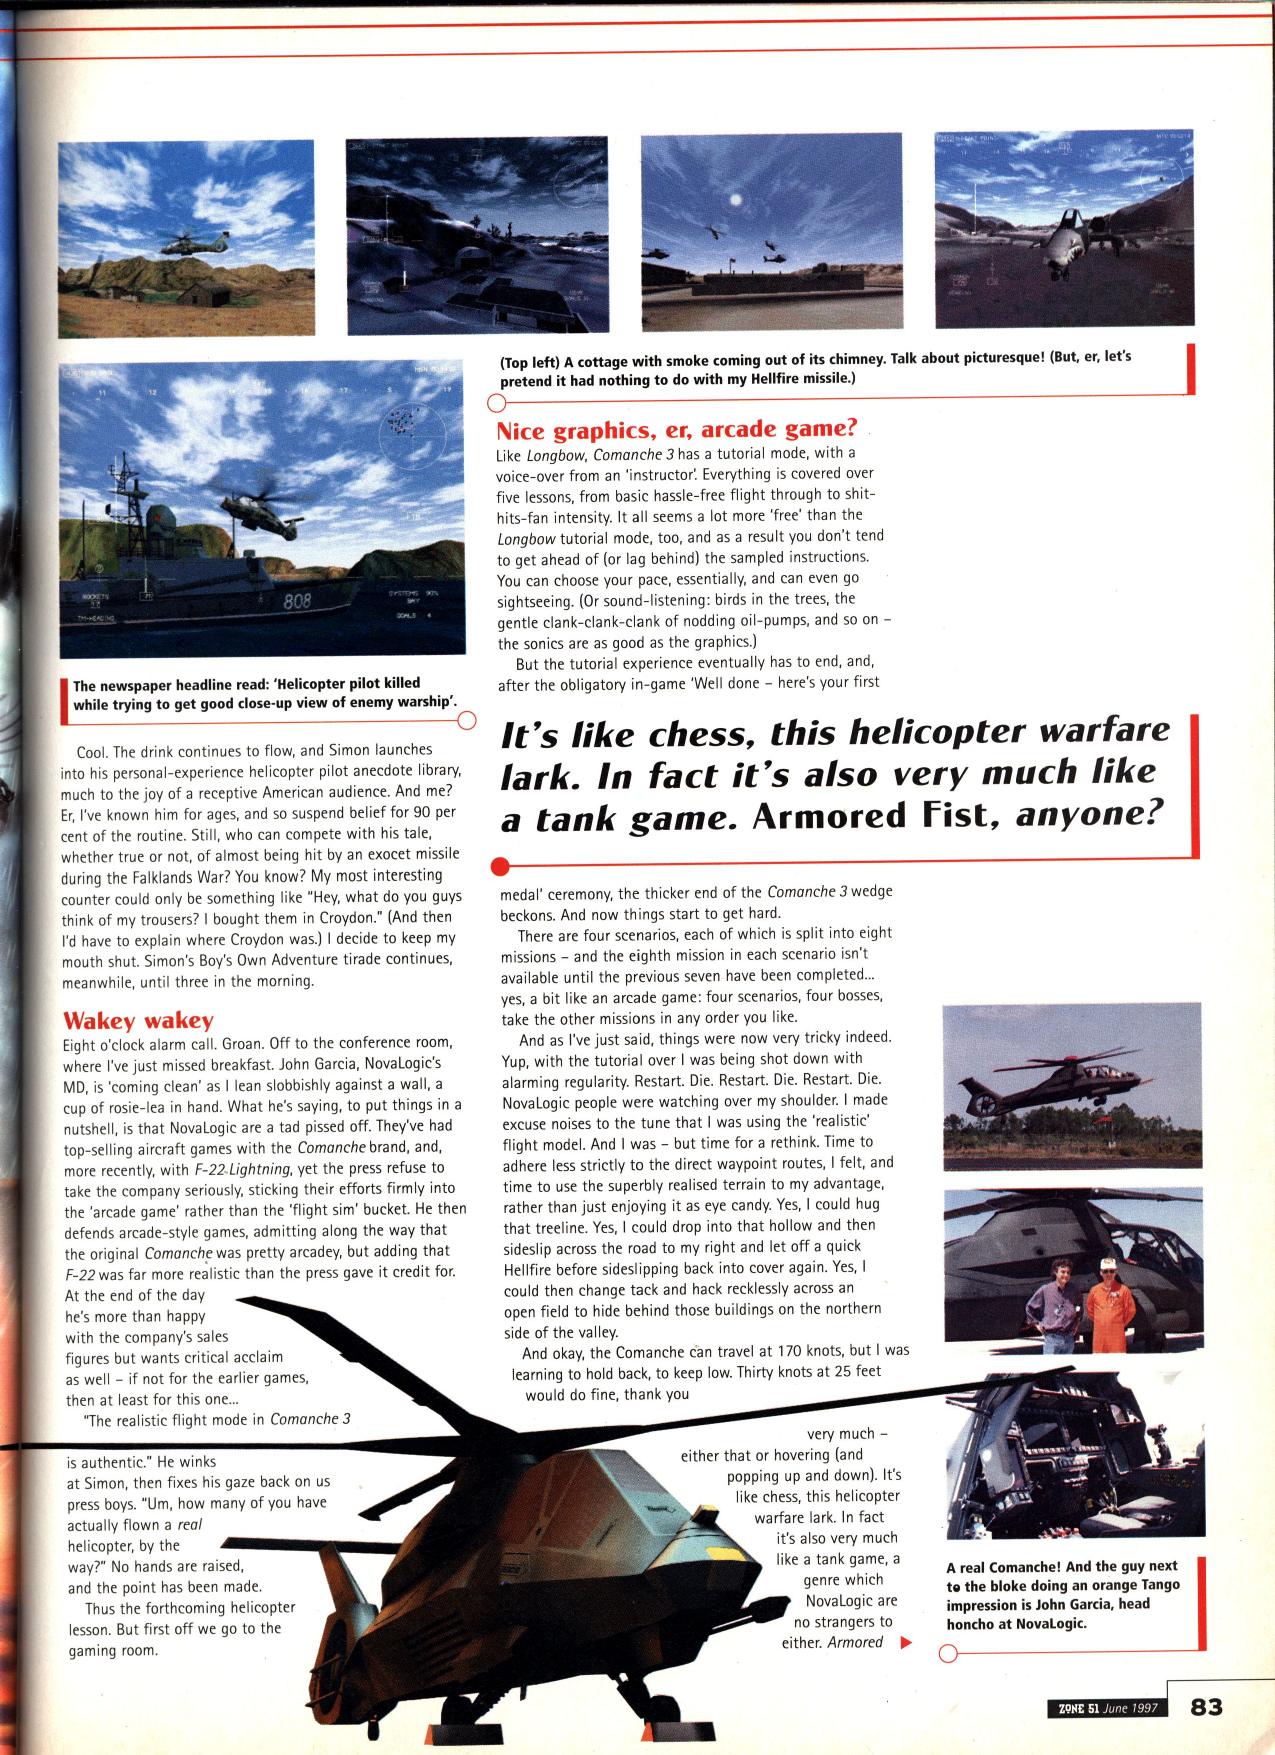 (Top left) A cottage with smoke coming out of its chimney. Talk about picturesque! (But, er, let's
pretend it had nothing to do with my Hellfire missile.)
11
12
17
19
808
ROCKETS
SYSTEMS 90%
BAY
GOALS 4
The newspaper headline read: 'Helicopter pilot killed
while trying to get good close-up view of enemy warship'.
Cool. The drink continues to flow, and Simon launches
into his personal-experience helicopter pilot anecdote library,
much to the joy of a receptive American audience. And me?
Er, I've known him for ages, and so suspend belief for 90 per
cent of the routine. Still, who can compete with his tale,
whether true or not, of almost being hit by an exocet missile
during the Falklands War? You know? My most interesting
counter could only be something like "Hey, what do you guys
think of my trousers? I bought them in Croydon." (And then
I'd have to explain where Croydon was.) I decide to keep my
mouth shut. Simon's Boy's Own Adventure tirade continues,
meanwhile, until three in the morning.
Wakey wakey
Eight o'clock alarm call. Groan. Off to the conference room,
where I've just missed breakfast. John Garcia, NovaLogic's
MD, is 'coming clean' as I lean slobbishly against a wall, a
cup of rosie-lea in hand. What he's saying, to put things in a
nutshell, is that NovaLogic are a tad pissed off. They've had
top-selling aircraft games with the Comanche brand, and,
more recently, with F-22 Lightning, yet the press refuse to
take the company seriously, sticking their efforts firmly into
the 'arcade game' rather than the 'flight sim' bucket. He then
defends arcade-style games, admitting along the way that
the original Comanche was pretty arcadey, but adding that
F-22 was far more realistic than the press gave it credit for.
At the end of the day
he's more than happy
with the company's sales
figures but wants critical acclaim
as well – if not for the earlier games,
then at least for this one...
"The realistic flight mode in Comanche 3
is authentic." He winks
at Simon, then fixes his gaze back on us
press boys. "Um, how many of you have
actually flown a real
helicopter, by the
way?" No hands are raised,
and the point has been made.
Thus the forthcoming helicopter
lesson. But first off we go to the
gaming room.
Nice graphics, er, arcade game?
Like Longbow, Comanche 3 has a tutorial mode, with a
voice-over from an 'instructor'. Everything is covered over
five lessons, from basic hassle-free flight through to shit-
hits-fan intensity. It all seems a lot more 'free' than the
Longbow tutorial mode, too, and as a result you don't tend
to get ahead of (or lag behind) the sampled instructions.
You can choose your pace, essentially, and can even go
sightseeing. (Or sound-listening: birds in the trees, the
gentle clank-clank-clank of nodding oil-pumps, and so on –
the sonics are as good as the graphics.)
But the tutorial experience eventually has to end, and,
after the obligatory in-game 'Well done – here's your first
It's like chess, this helicopter warfare
lark. In fact it's also very much like
a tank game. Armored Fist, anyone?
medal' ceremony, the thicker end of the Comanche 3 wedge
beckons. And now things start to get hard.
There are four scenarios, each of which is split into eight
missions – and the eighth mission in each scenario isn't
available until the previous seven have been completed...
yes, a bit like an arcade game: four scenarios, four bosses,
take the other missions in any order you like.
And as I've just said, things were now very tricky indeed.
Yup, with the tutorial over I was being shot down with
alarming regularity. Restart. Die. Restart. Die. Restart. Die.
NovaLogic people were watching over my shoulder. I made
excuse noises to the tune that I was using the 'realistic'
flight model. And I was – but time for a rethink. Time to
adhere less strictly to the direct waypoint routes, I felt, and
time to use the superbly realised terrain to my advantage,
rather than just enjoying it as eye candy. Yes, I could hug
that treeline. Yes, I could drop into that hollow and then
sideslip across the road to my right and let off a quick
Hellfire before sideslipping back into cover again. Yes, I
could then change tack and hack recklessly across an
open field to hide behind those buildings on the northern
side of the valley.
And okay, the Comanche can travel at 170 knots, but I was
learning to hold back, to keep low. Thirty knots at 25 feet
would do fine, thank you
very much –
either that or hovering (and
popping up and down). It's
like chess, this helicopter
warfare lark. In fact
it's also very much
like a tank game, a
genre which
NovaLogic are
no strangers to
either. Armored
A real Comanche! And the guy next
to the bloke doing an orange Tango
impression is John Garcia, head
honcho at NovaLogic.
ZONE 51 June 1997 83